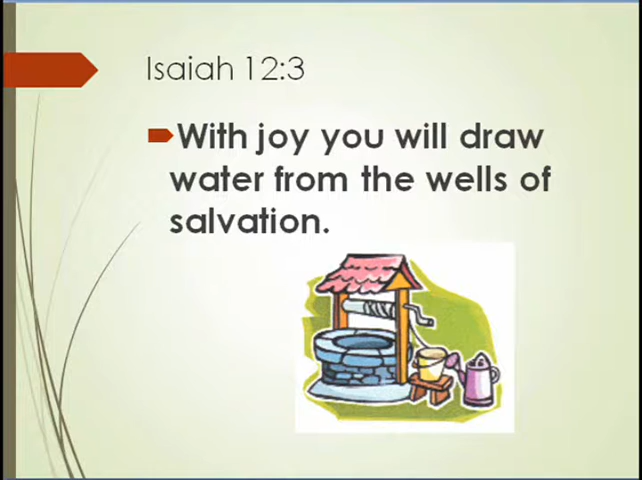 Isaiah 12:3
With joy you will draw
water from the wells of
salvation.